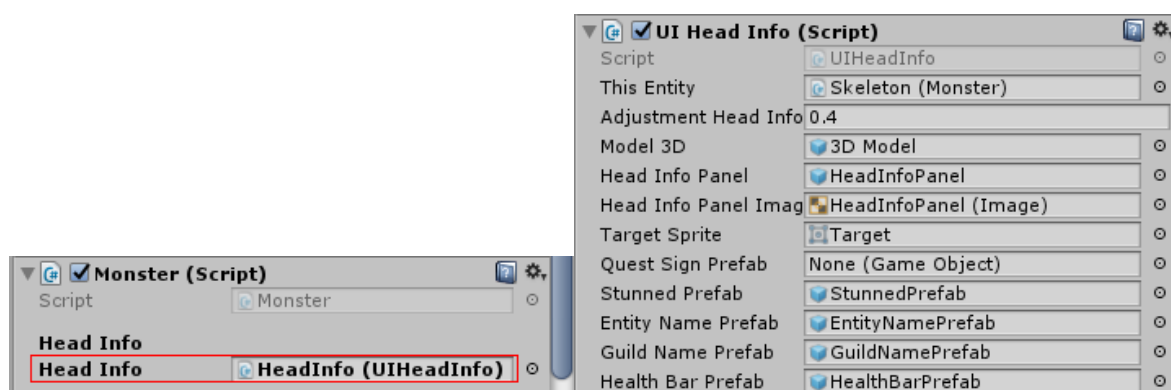 UI Head Info (Script)
Script UIHeadInfo
This Entity Skeleton (Monster)
Adjustment Head Info 0.4
Model 3D 3D Model
Head Info Panel HeadInfoPanel
Head Info Panel Imag HeadInfoPanel (Image)
Target Sprite Target
Quest Sign Prefab None (Game Object)
Stunned Prefab StunnedPrefab
Entity Name Prefab EntityNamePrefab
Guild Name Prefab GuildNamePrefab
Health Bar Prefab HealthBarPrefab
Monster (Script)
Script Monster
Head Info
Head Info HeadInfo (UIHeadInfo)